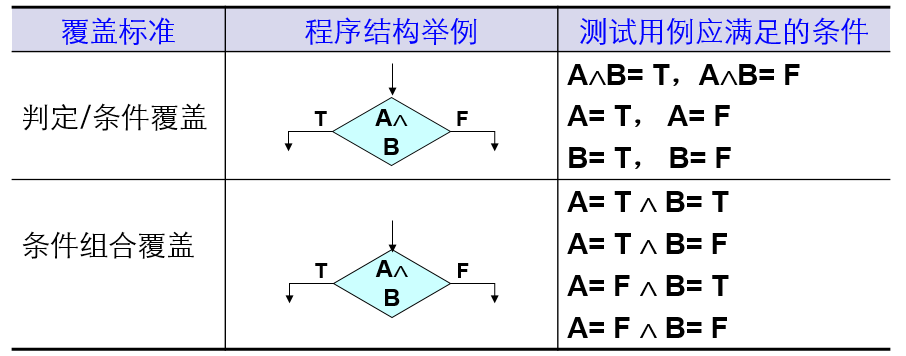 覆盖标准 程序结构举例 测试用例应满足的条件
判定/条件覆盖
T A∧ F
B
A∧B= T，A∧B= F
A= T， A= F
B= T， B= F
条件组合覆盖
T A∧ F
B
A= T ∧ B= T
A= T ∧ B= F
A= F ∧ B= T
A= F ∧ B= F